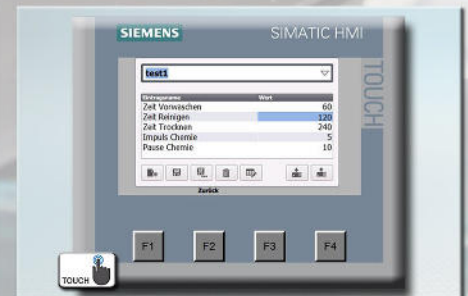 SIEMENS
SIMATIC HMI
TOUCH
test1
Eintragsname Wert
Zeit Vorwaschen 60
Zeit Reinigen 120
Zeit Trocknen 240
Impuls Chemie 5
Pause Chemie 10
Zurück
F1 F2 F3 F4
TOUCH